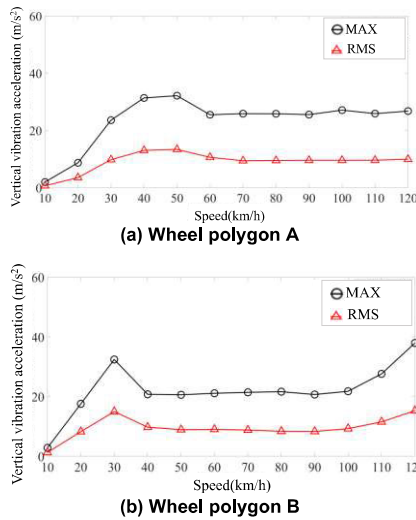 Vertical vibration acceleration (m/s²)
60
40
20
0
MAX
RMS
10 20 30 40 50 60 70 80 90 100 110 120
Speed(km/h)
(a) Wheel polygon A
Vertical vibration acceleration (m/s²)
60
40
20
0
MAX
RMS
10 20 30 40 50 60 70 80 90 100 110 120
Speed(km/h)
(b) Wheel polygon B